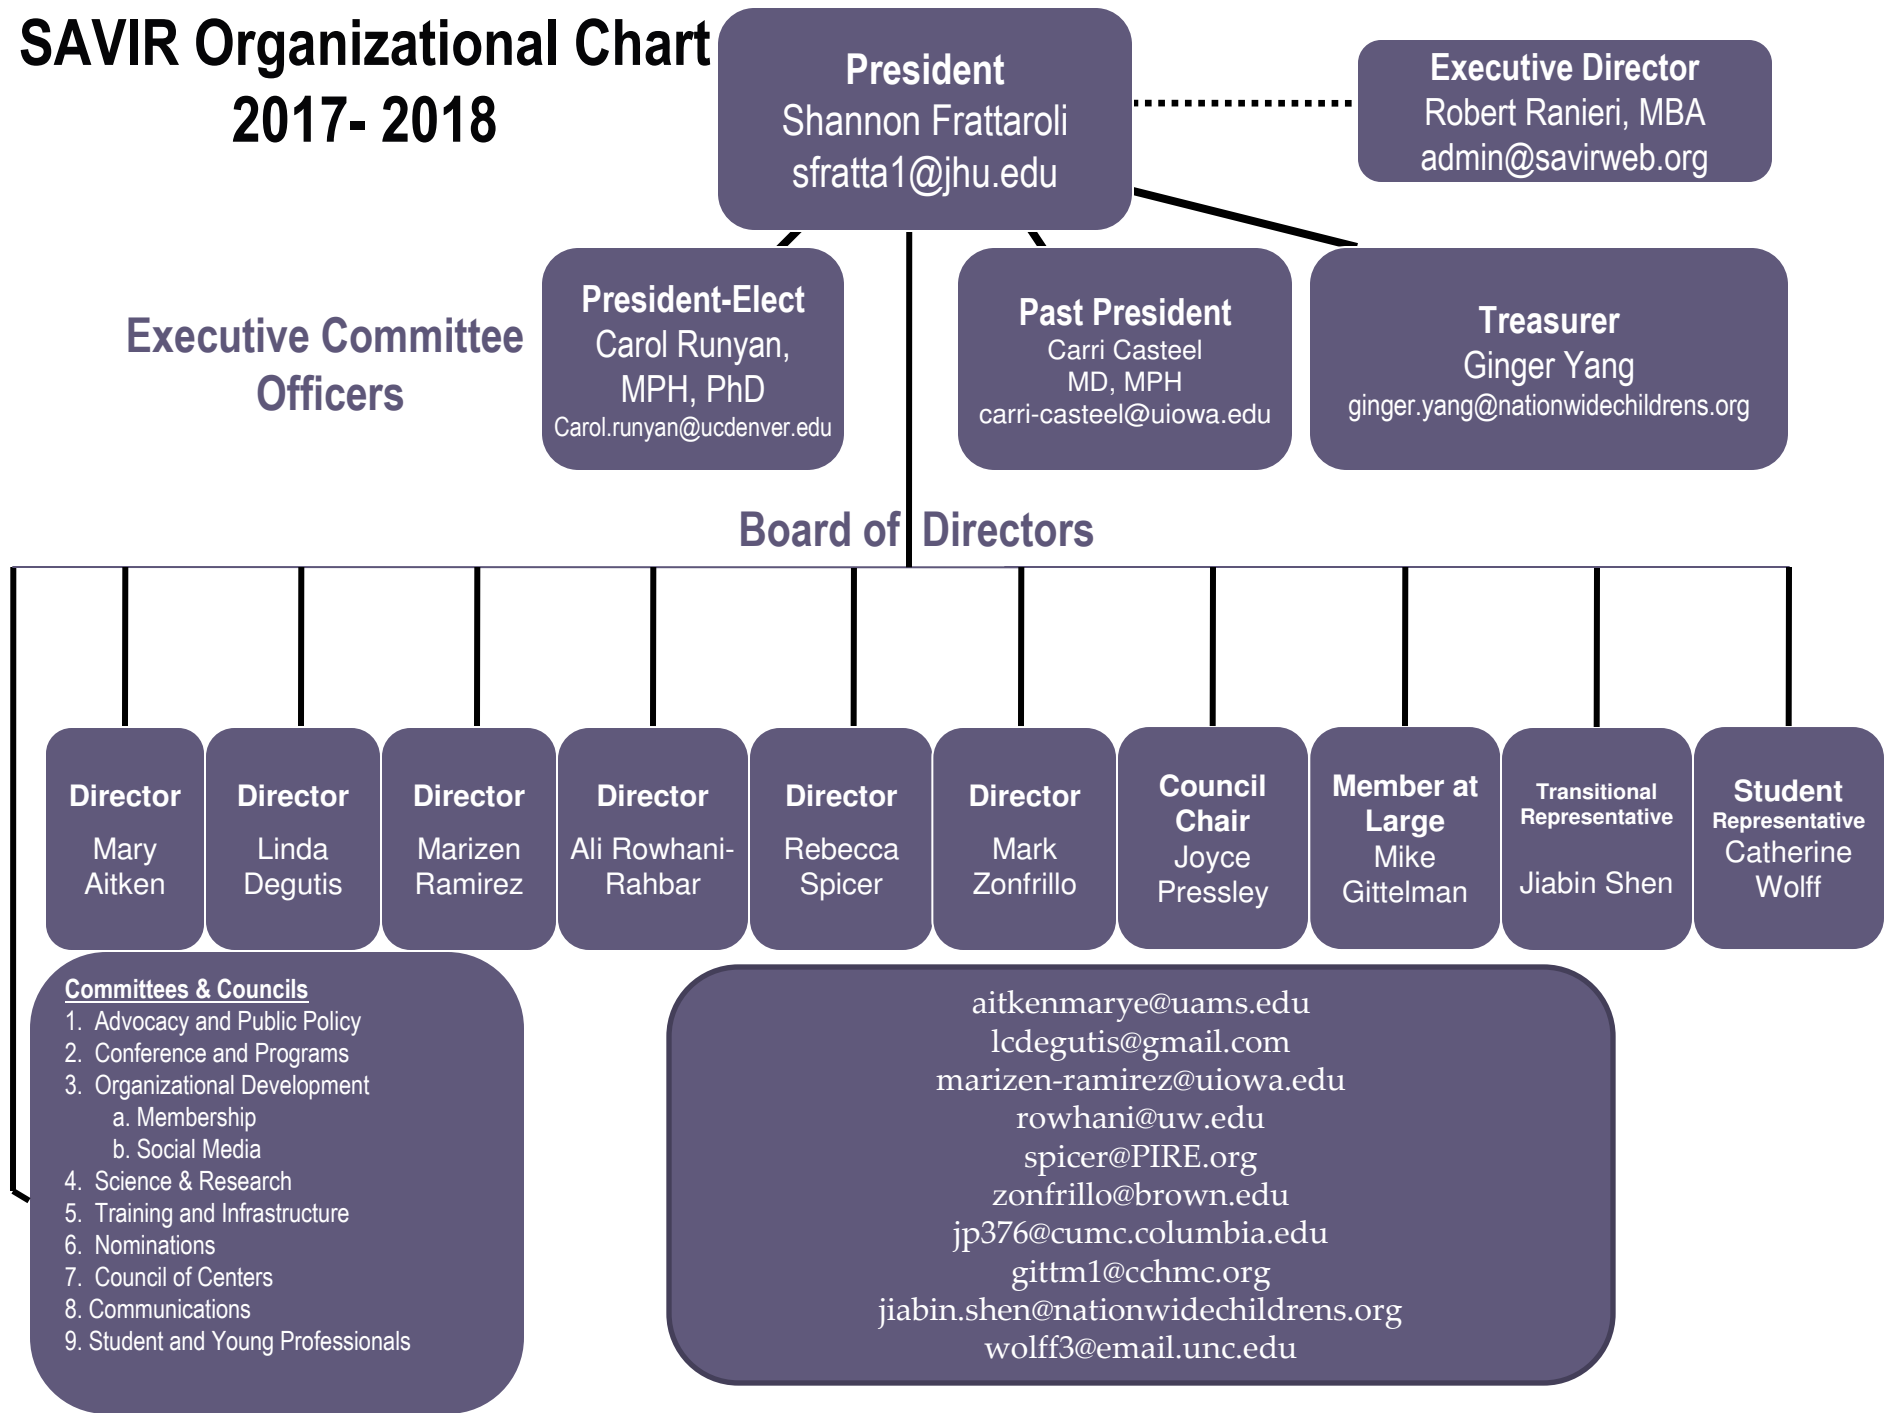 SAVIR Organizational Chart
2017- 2018
President
Shannon Frattaroli
sfratta1@jhu.edu
Executive Director
Robert Ranieri, MBA
admin@savirweb.org
Executive Committee
Officers
President-Elect
Carol Runyan,
MPH, PhD
Carol.runyan@ucdenver.edu
Past President
Carri Casteel
MD, MPH
carri-casteel@uiowa.edu
Treasurer
Ginger Yang
ginger.yang@nationwidechildrens.org
Board of Directors
Director
Mary
Aitken
Director
Linda
Degutis
Director
Marizen
Ramirez
Director
Ali Rowhani-
Rahbar
Director
Rebecca
Spicer
Director
Mark
Zonfrillo
Council
Chair
Joyce
Pressley
Member at
Large
Mike
Gittelman
Transitional
Representative
Jiabin Shen
Student
Representative
Catherine
Wolff
Committees & Councils
1. Advocacy and Public Policy
2. Conference and Programs
3. Organizational Development
a. Membership
b. Social Media
4. Science & Research
5. Training and Infrastructure
6. Nominations
7. Council of Centers
8. Communications
9. Student and Young Professionals
aitkenmarye@uams.edu
lcdegutis@gmail.com
marizen-ramirez@uiowa.edu
rowhani@uw.edu
spicer@PIRE.org
zonfrillo@brown.edu
jp376@cumc.columbia.edu
gittm1@cchmc.org
jiabin.shen@nationwidechildrens.org
wolff3@email.unc.edu